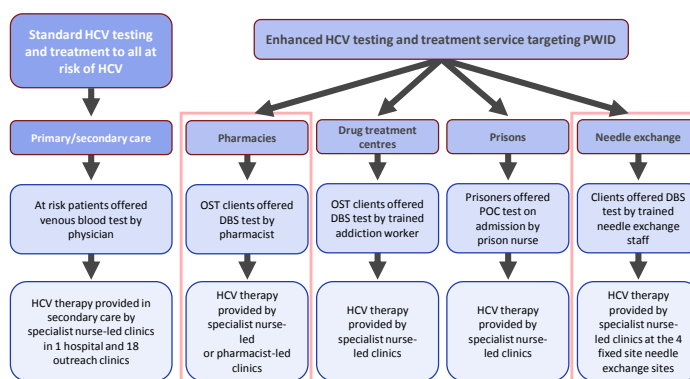 Standard HCV testing
and treatment to all at
risk of HCV
Enhanced HCV testing and treatment service targeting PWID
Primary/secondary care
Pharmacies
Drug treatment
centres
Prisons
Needle exchange
At risk patients offered
venous blood test by
physician
OST clients offered
DBS test by
pharmacist
OST clients offered
DBS test by trained
addiction worker
Prisoners offered
POC test on
admission by
prison nurse
Clients offered DBS
test by trained
needle exchange
staff
HCV therapy provided in
secondary care by
specialist nurse-led clinics
in 1 hospital and 18
outreach clinics
HCV therapy
provided by
specialist nurse-
led
or pharmacist-led
clinics
HCV therapy
provided by
specialist nurse-
led clinics
HCV therapy
provided by
specialist nurse-
led clinics
HCV therapy
provided by
specialist nurse-
led clinics at the 4
fixed site needle
exchange sites